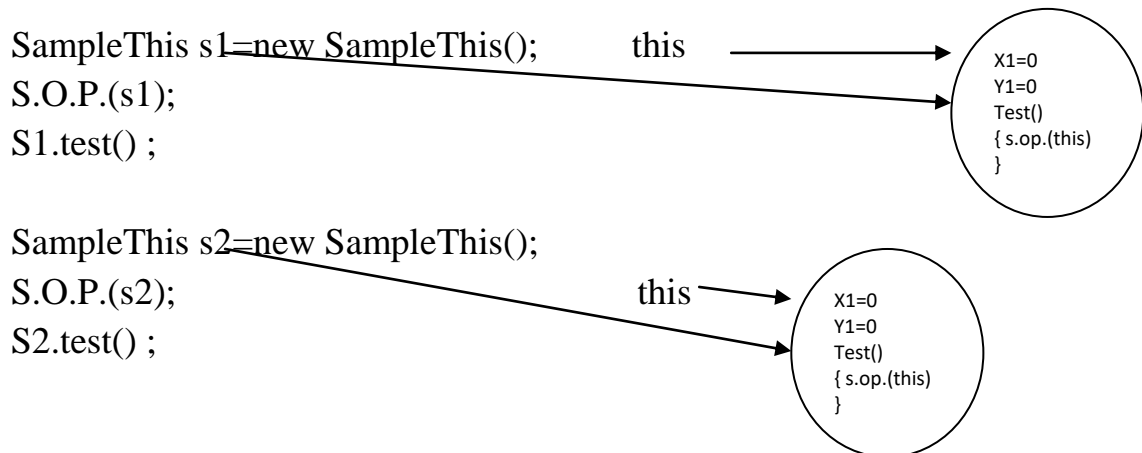 SampleThis s1=new SampleThis();
this
S.O.P.(s1);
S1.test() ;
X1=0
Y1=0
Test()
{ s.op.(this)
}
SampleThis s2=new SampleThis();
S.O.P.(s2);
this
S2.test() ;
X1=0
Y1=0
Test()
{ s.op.(this)
}